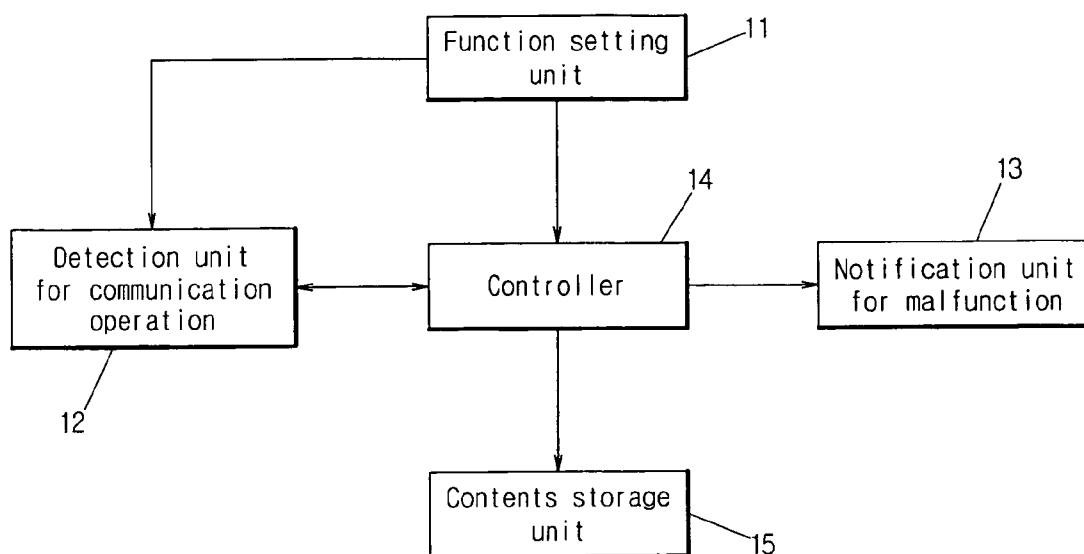 Function setting
unit
11
14
13
Detection unit
for communication
operation
Controller
Notification unit
for malfunction
12
Contents storage
unit
15